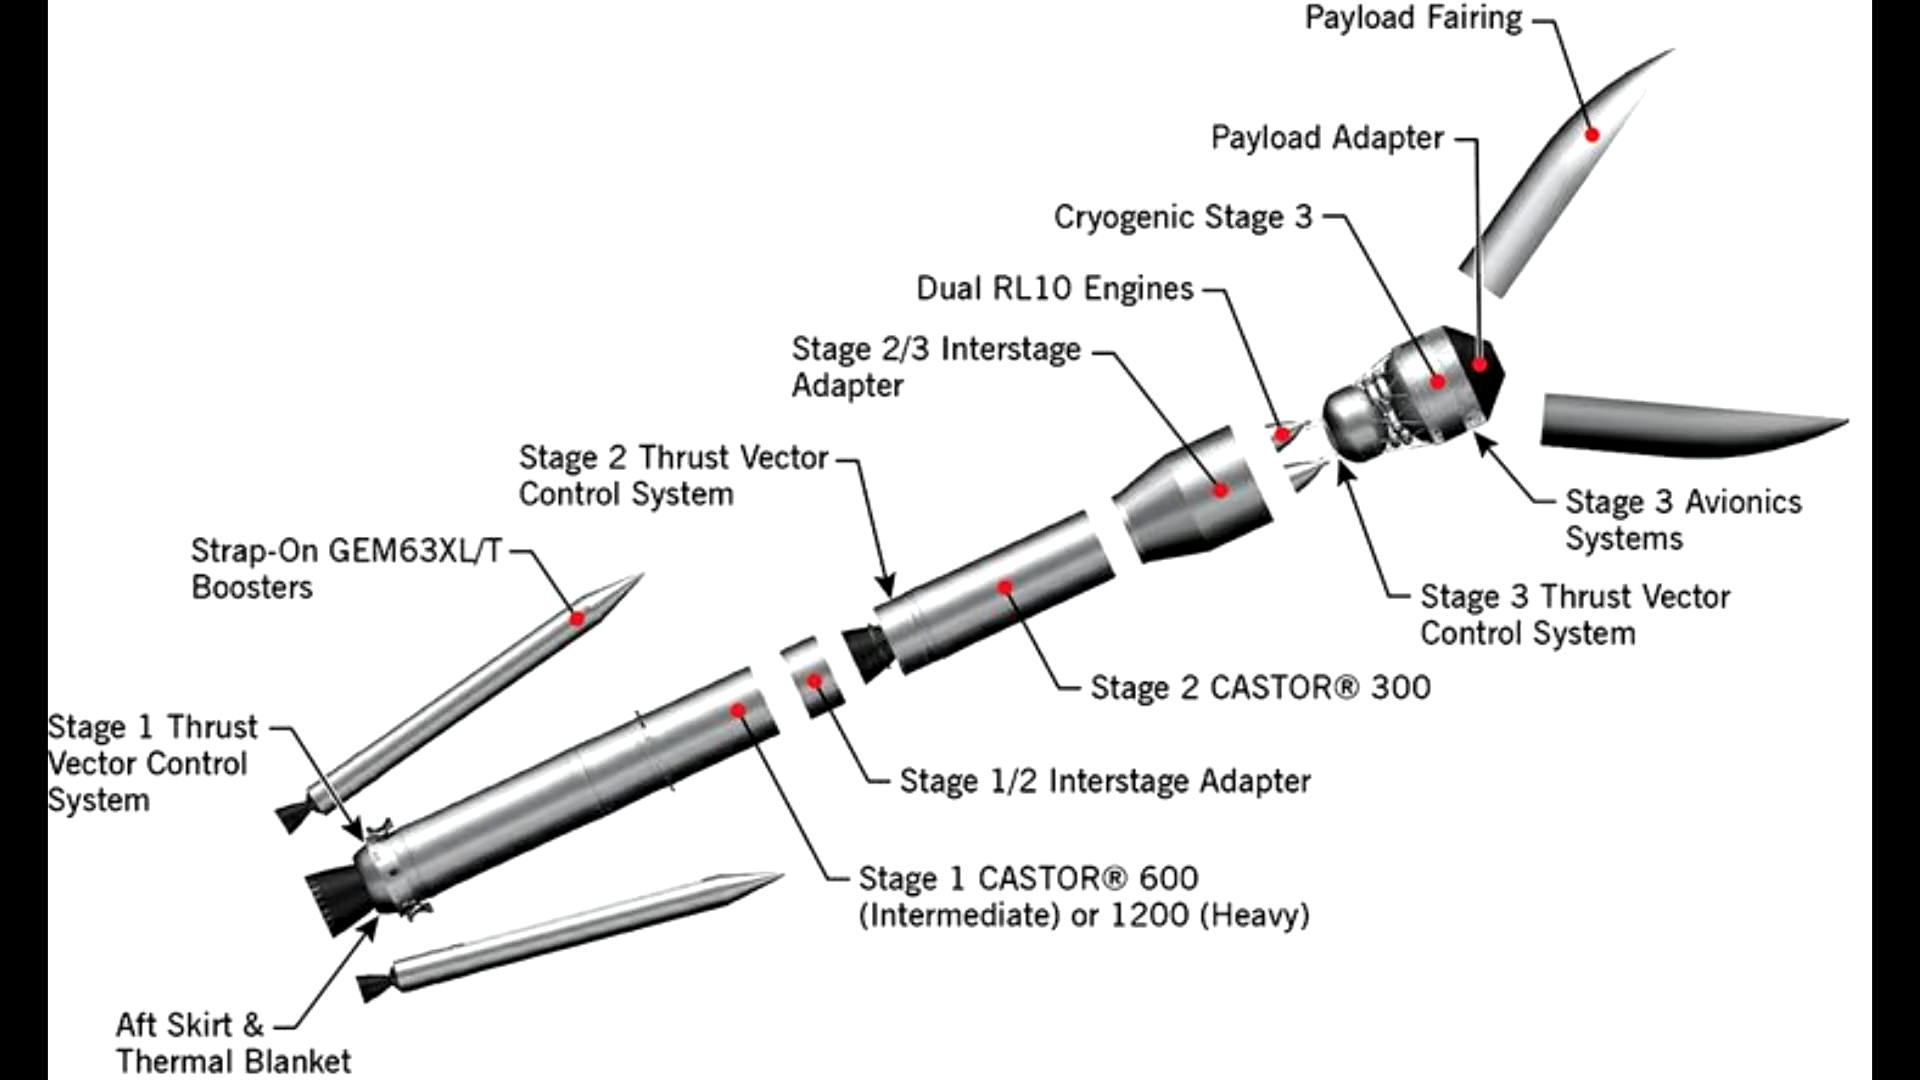 Payload Fairing
Payload Adapter
Cryogenic Stage 3
Dual RL10 Engines
Stage 2/3 Interstage
Adapter
Stage 2 Thrust Vector
Control System
Stage 3 Avionics
Systems
Strap-On GEM63XL/T
Boosters
Stage 3 Thrust Vector
Control System
Stage 2 CASTOR® 300
Stage 1 Thrust
Vector Control
System
Stage 1/2 Interstage Adapter
Stage 1 CASTOR® 600
(Intermediate) or 1200 (Heavy)
Aft Skirt &
Thermal Blanket